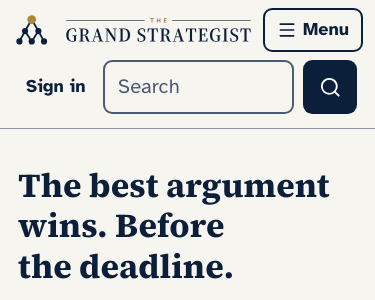 THE
GRAND STRATEGIST
Menu
Sign in
Search
The best argument
wins. Before
the deadline.